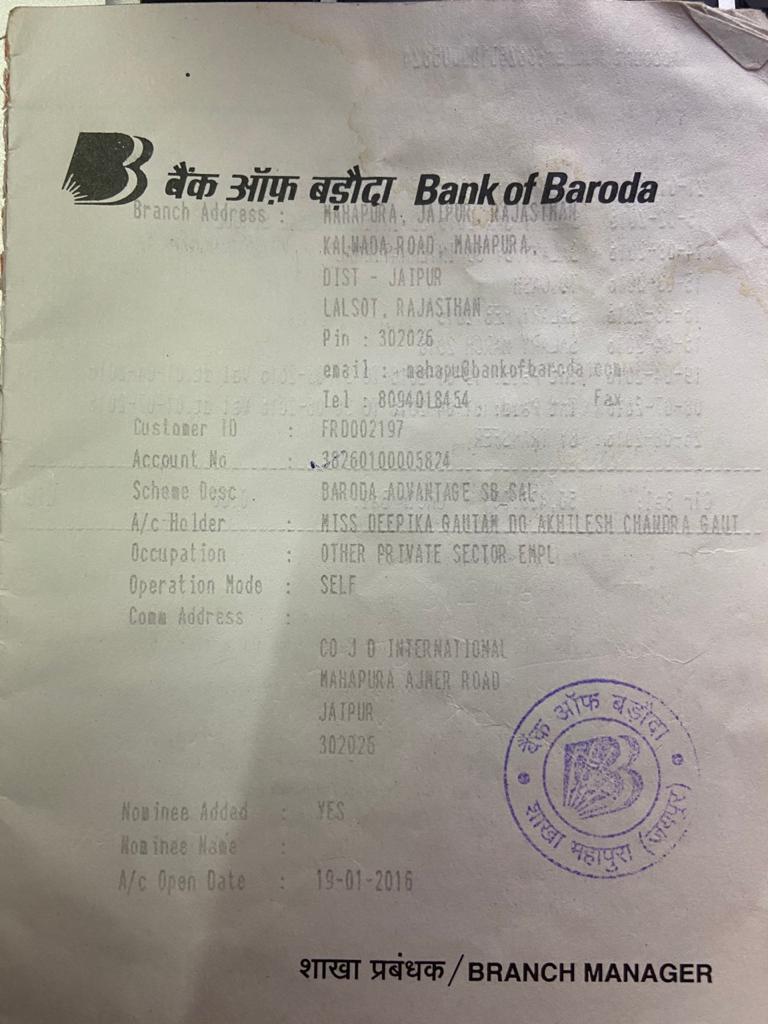 बैंक ऑफ़ बड़ौदा Bank of Baroda
Branch Address : MAHAPURA, JAIPUR, RAJASTHAN
KALWADA ROAD, MAHAPURA,
DIST - JAIPUR
LALSOT, RAJASTHAN
Pin : 302026
email : mahapu@bankofbaroda.com
Tel : 8094018454 Fax
Customer ID : FRD002197
Account No : 38260100005824
Scheme Desc. BARODA ADVANTAGE SB SAL
A/c Holder : MISS DEEPIKA GAUTAM DO AKHILESH CHANDRA GAUT
Occupation : OTHER PRIVATE SECTOR EMPL
Operation Mode : SELF
Comm Address :
CO J D INTERNATIONAL
MAHAPURA AJMER ROAD
JAIPUR
302026
बैंक ऑफ बड़ौदा
शाखा महापुरा (जयपुर)
Nominee Added : YES
Nominee Name :
A/c Open Date : 19-01-2016
शाखा प्रबंधक / BRANCH MANAGER